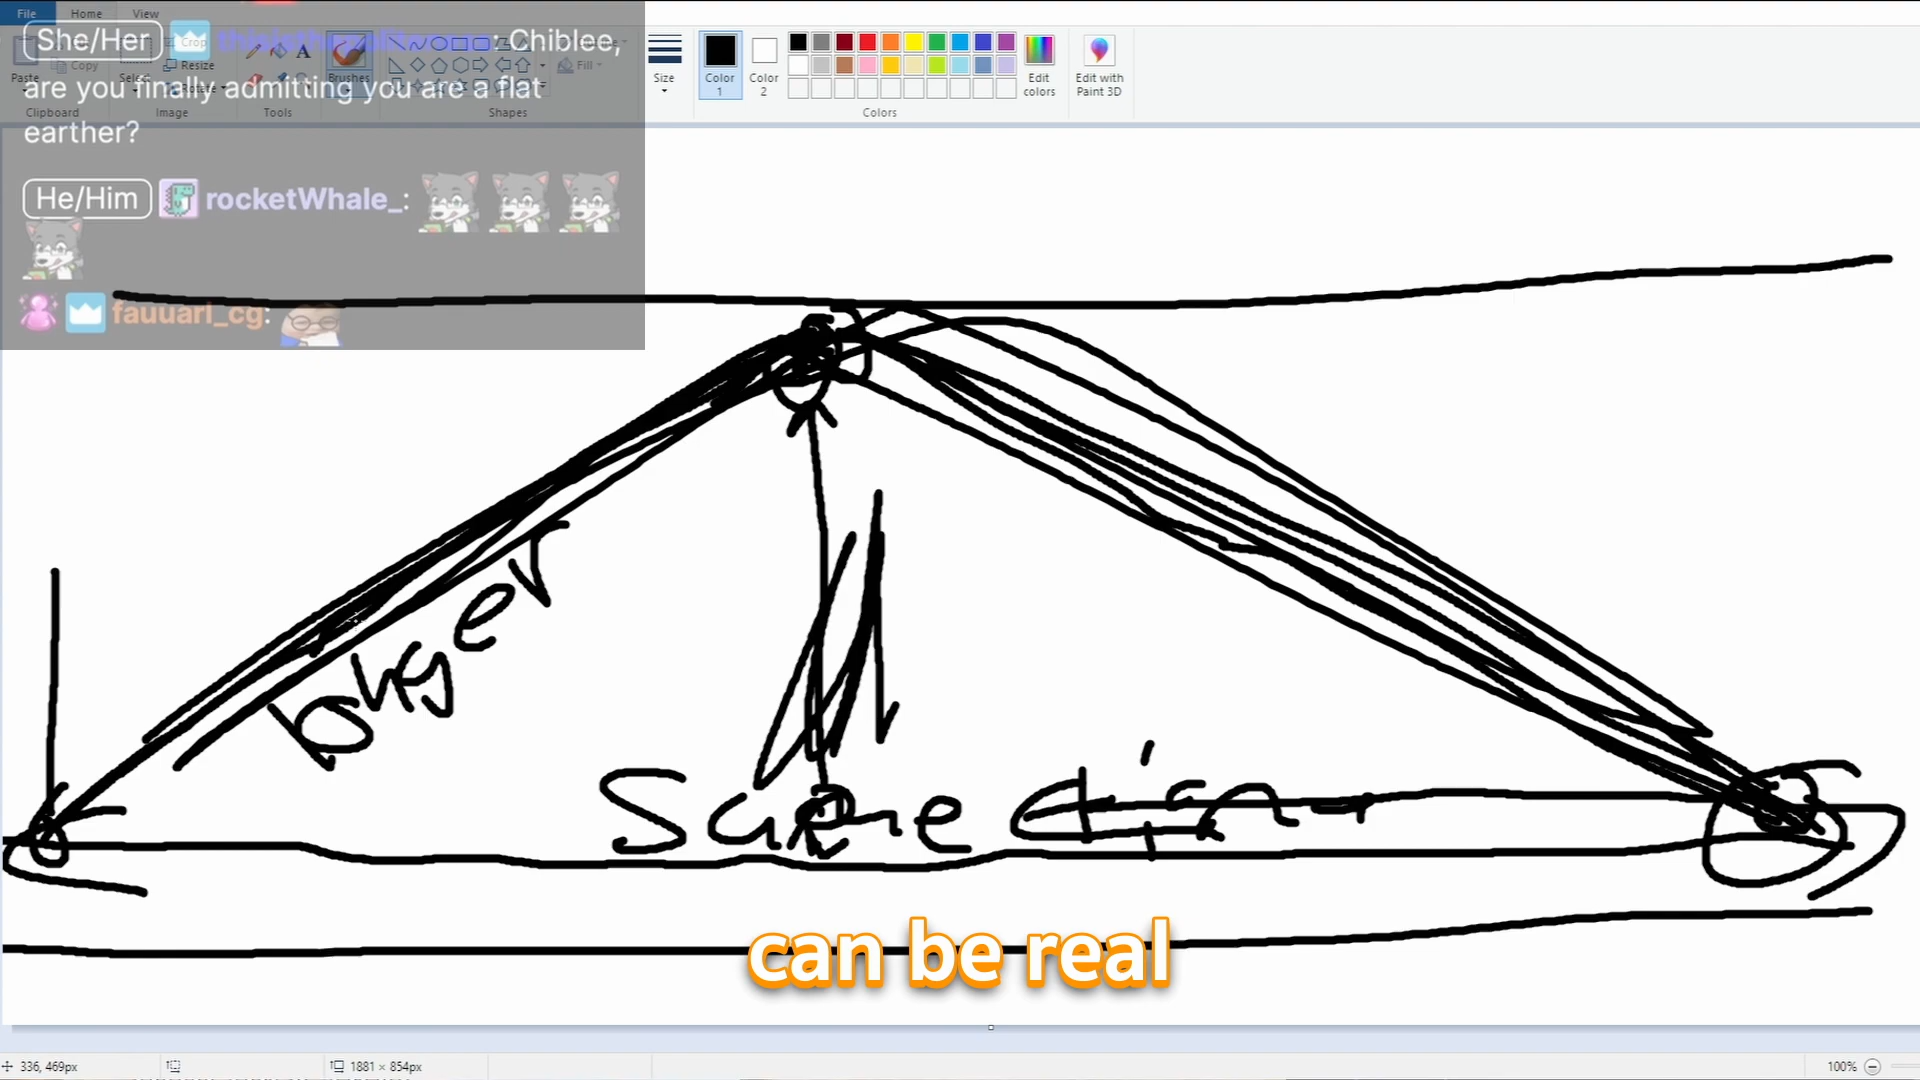 File Home View
She/Her : Chiblee,
are you finally admitting you are a flat
earther?
Paste
Copy
Select
Crop
Resize
Rotate
Brushes
Fill
Size
Color
1
Color
2
Edit
colors
Edit with
Paint 3D
Clipboard Image Tools Shapes Colors
He/Him rocketWhale_:
fauuarl_cg:
Same
can be real
336, 469px 1881 × 854px 100%